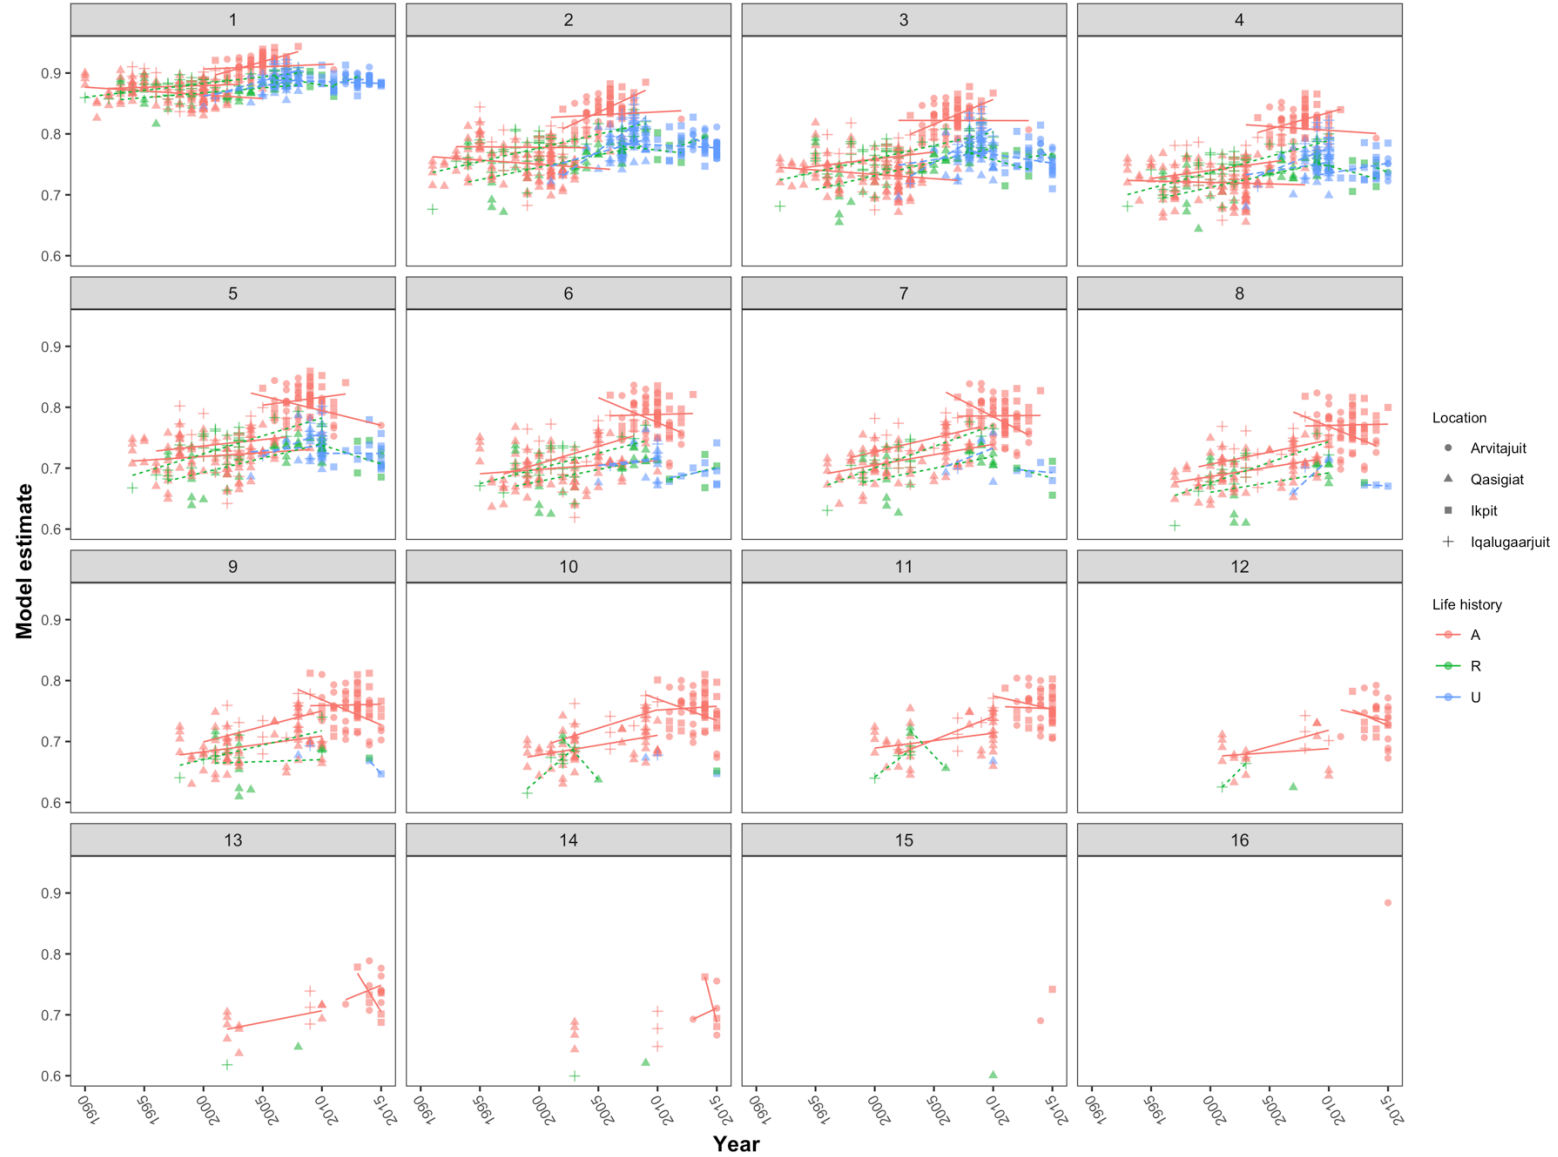 1 2 3 4
0.9
0.8
0.7
0.6
5 6 7 8
0.9
0.8
0.7
0.6
Location
Arvitajuit
Qasigiat
Ikpit
Iqalugaarjuit
9 10 11 12
0.9
0.8
0.7
0.6
Life history
A
R
U
13 14 15 16
0.9
0.8
0.7
0.6
1990 1995 2000 2005 2010 2015 1990 1995 2000 2005 2010 2015 1990 1995 2000 2005 2010 2015 1990 1995 2000 2005 2010 2015
Model estimate
Year